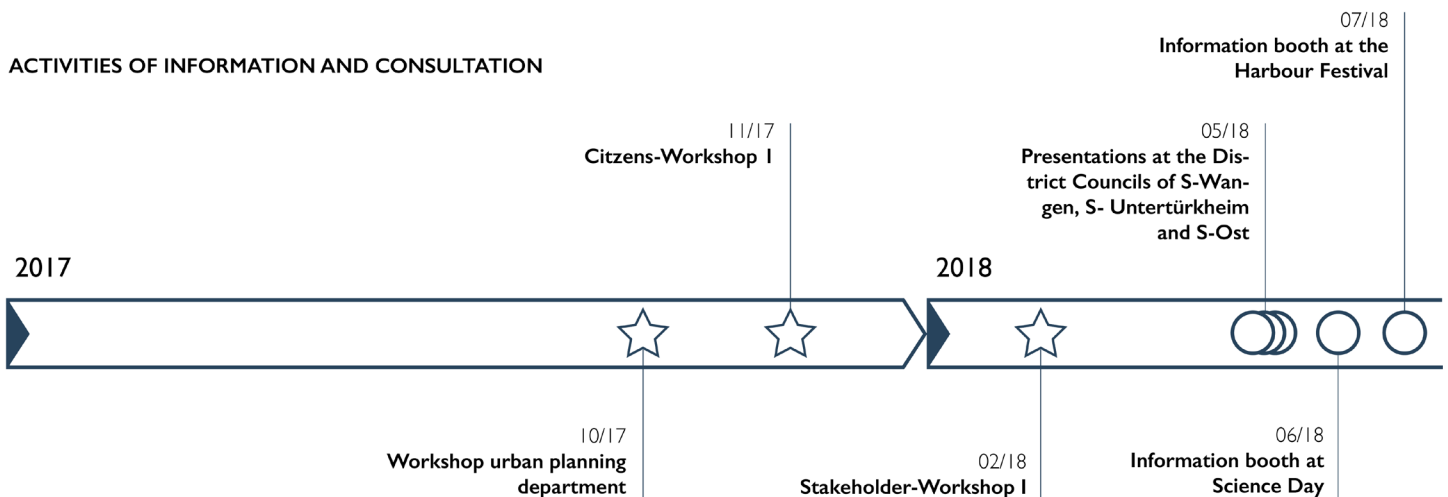 07/18
Information booth at the
Harbour Festival
ACTIVITIES OF INFORMATION AND CONSULTATION
11/17
Citzens-Workshop 1
05/18
Presentations at the Dis-
trict Councils of S-Wan-
gen, S- Untertürkheim
and S-Ost
2017
2018
10/17
Workshop urban planning
department
02/18
Stakeholder-Workshop I
06/18
Information booth at
Science Day